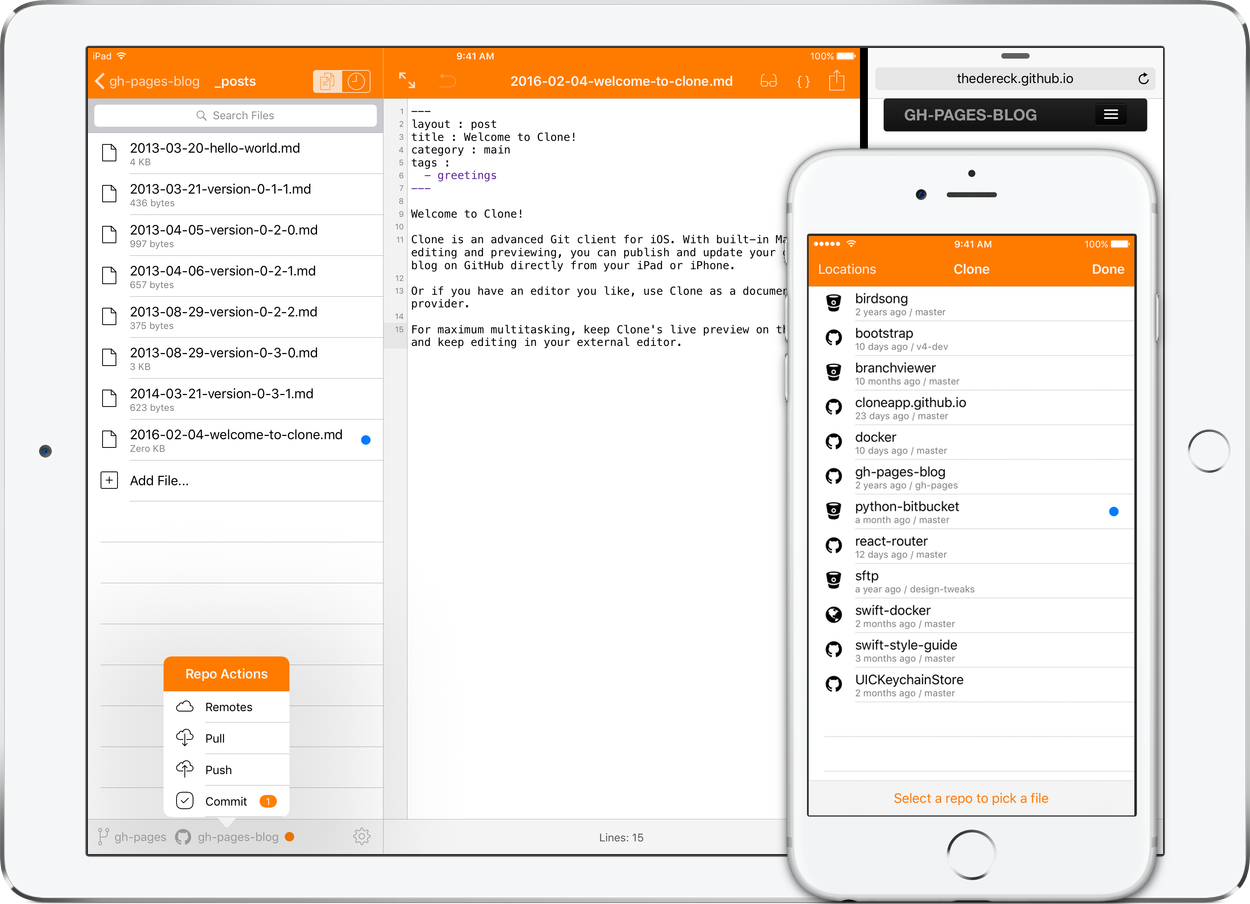 iPad 9:41 AM 100%
gh-pages-blog _posts
Search Files
2013-03-20-hello-world.md
4 KB
2013-03-21-version-0-1-1.md
436 bytes
2013-04-05-version-0-2-0.md
997 bytes
2013-04-06-version-0-2-1.md
657 bytes
2013-08-29-version-0-2-2.md
375 bytes
2013-08-29-version-0-3-0.md
3 KB
2014-03-21-version-0-3-1.md
623 bytes
2016-02-04-welcome-to-clone.md
Zero KB
Add File...
Repo Actions
Remotes
Pull
Push
Commit 1
gh-pages gh-pages-blog
2016-02-04-welcome-to-clone.md { }
1 ---
2 layout : post
3 title : Welcome to Clone!
4 category : main
5 tags :
6 - greetings
7 ---
8
9 Welcome to Clone!
10
11 Clone is an advanced Git client for iOS. With built-in Ma
editing and previewing, you can publish and update your
blog on GitHub directly from your iPad or iPhone.
12
13 Or if you have an editor you like, use Clone as a documen
provider.
14
15 For maximum multitasking, keep Clone's live preview on th
and keep editing in your external editor.
Lines: 15
thedereck.github.io
GH-PAGES-BLOG
9:41 AM 100%
Locations Clone Done
birdsong
2 years ago / master
bootstrap
10 days ago / v4-dev
branchviewer
10 months ago / master
cloneapp.github.io
23 days ago / master
docker
10 days ago / master
gh-pages-blog
2 years ago / gh-pages
python-bitbucket
a month ago / master
react-router
12 days ago / master
sftp
a year ago / design-tweaks
swift-docker
2 months ago / master
swift-style-guide
3 months ago / master
UICKeychainStore
2 months ago / master
Select a repo to pick a file